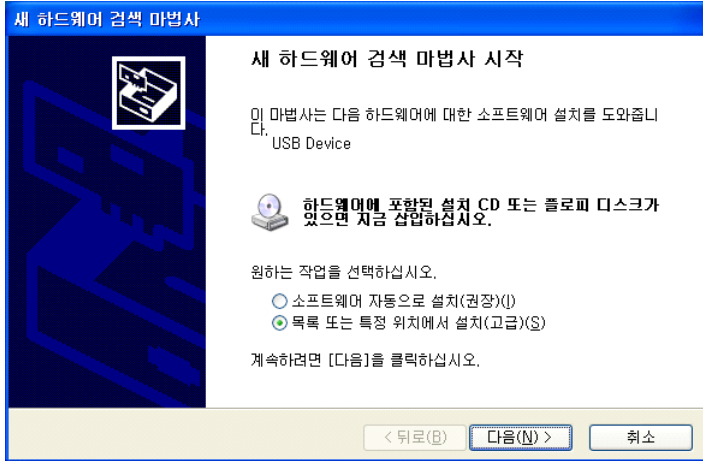 새 하드웨어 검색 마법사
새 하드웨어 검색 마법사 시작
이 마법사는 다음 하드웨어에 대한 소프트웨어 설치를 도와줍니
다.
USB Device
하드웨어에 포함된 설치 CD 또는 플로피 디스크가
있으면 지금 삽입하십시오.
원하는 작업을 선택하십시오.
소프트웨어 자동으로 설치(권장)(I)
목록 또는 특정 위치에서 설치(고급)(S)
계속하려면 [다음]을 클릭하십시오.
< 뒤로(B) 다음(N) > 취소